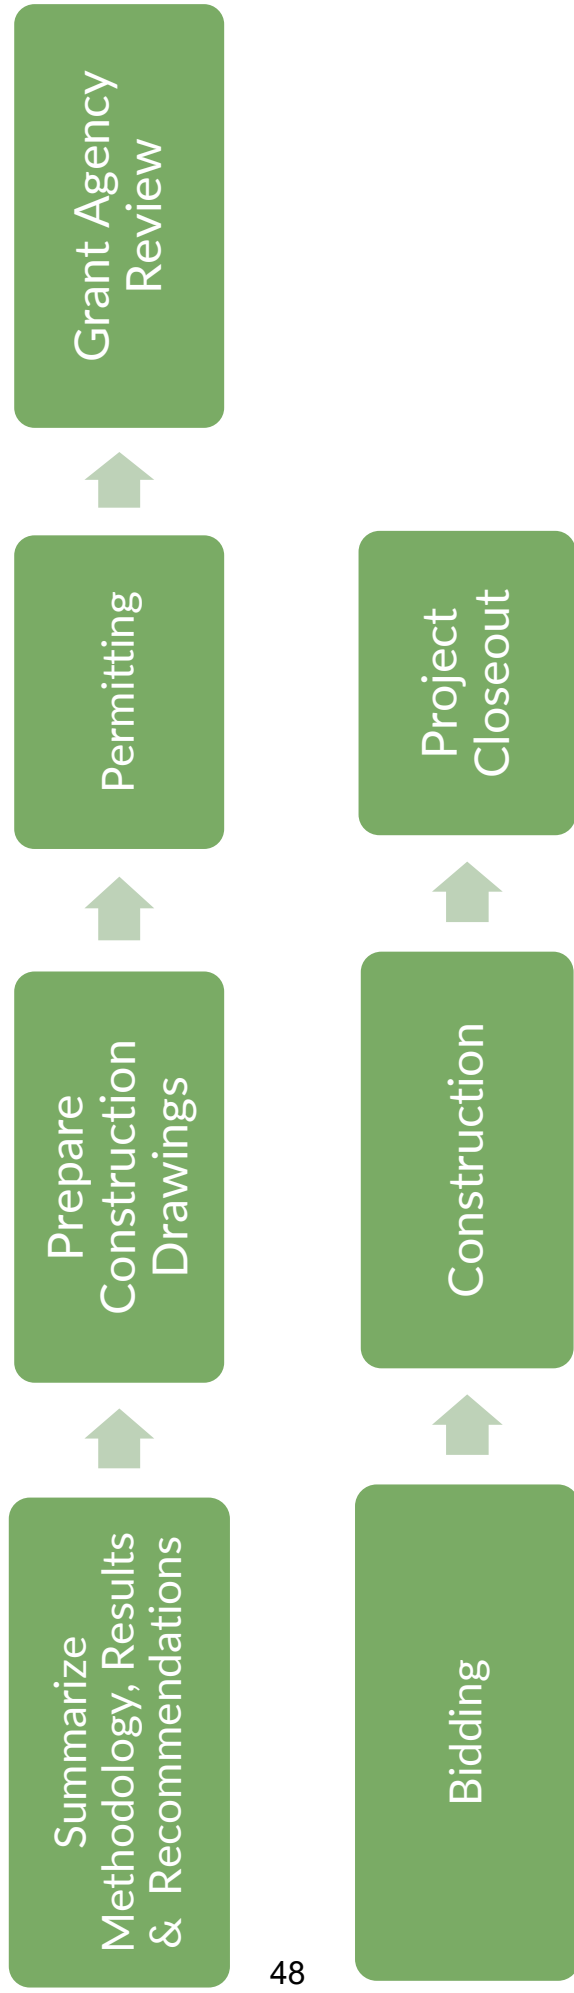 Summarize
Methodology, Results
& Recommendations
Prepare
Construction
Drawings
Permitting
Grant Agency
Review
Bidding
Construction
Project
Closeout
48